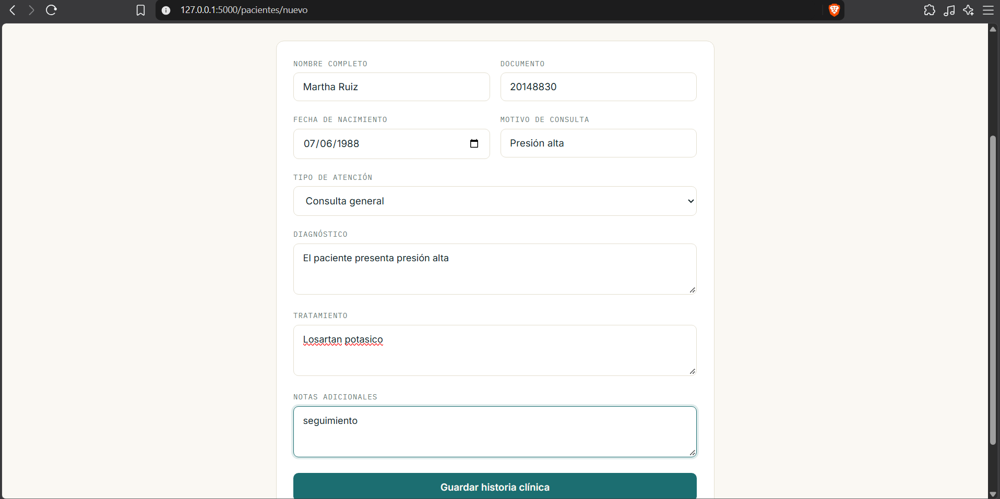 127.0.0.1:5000/pacientes/nuevo
NOMBRE COMPLETO
Martha Ruiz
DOCUMENTO
20148830
FECHA DE NACIMIENTO
07/06/1988
MOTIVO DE CONSULTA
Presión alta
TIPO DE ATENCIÓN
Consulta general
DIAGNÓSTICO
El paciente presenta presión alta
TRATAMIENTO
Losartan potasico
NOTAS ADICIONALES
seguimiento
Guardar historia clínica